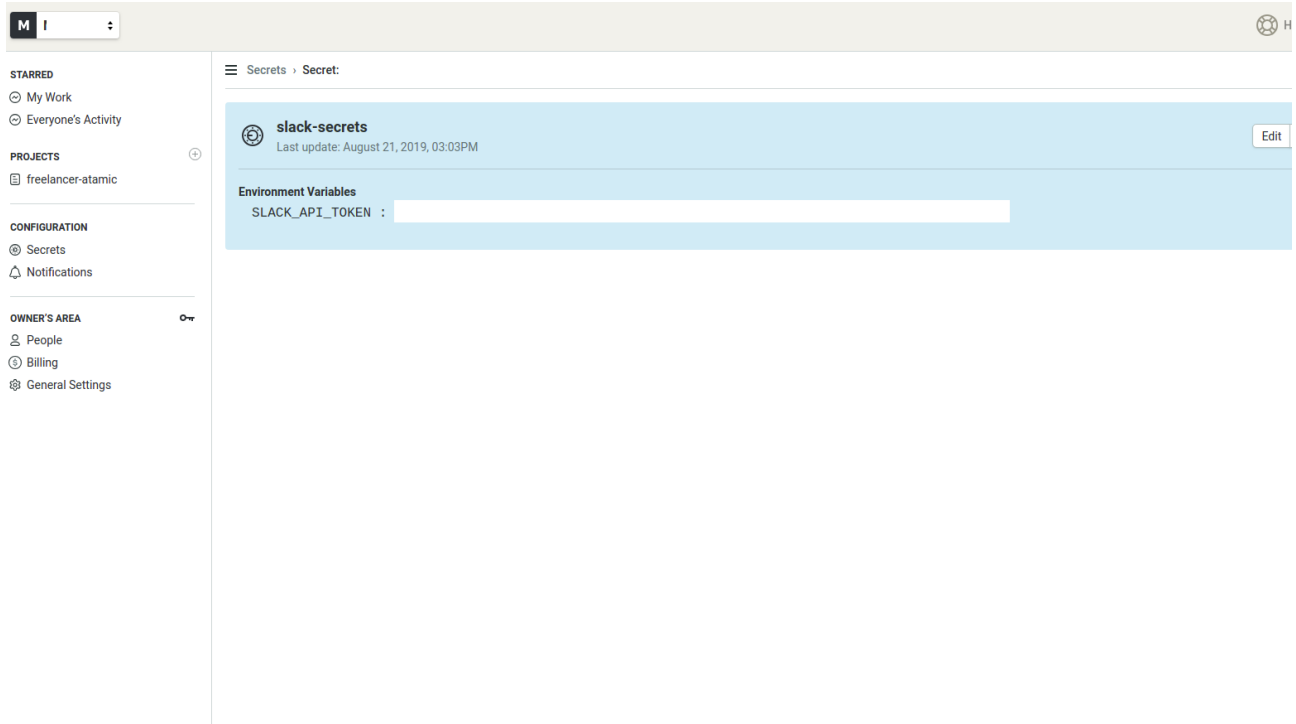 M
STARRED
My Work
Everyone's Activity
PROJECTS
freelancer-atamic
CONFIGURATION
Secrets
Notifications
OWNER'S AREA
People
Billing
General Settings
Secrets › Secret:
slack-secrets
Last update: August 21, 2019, 03:03PM
Edit
Environment Variables
SLACK_API_TOKEN :